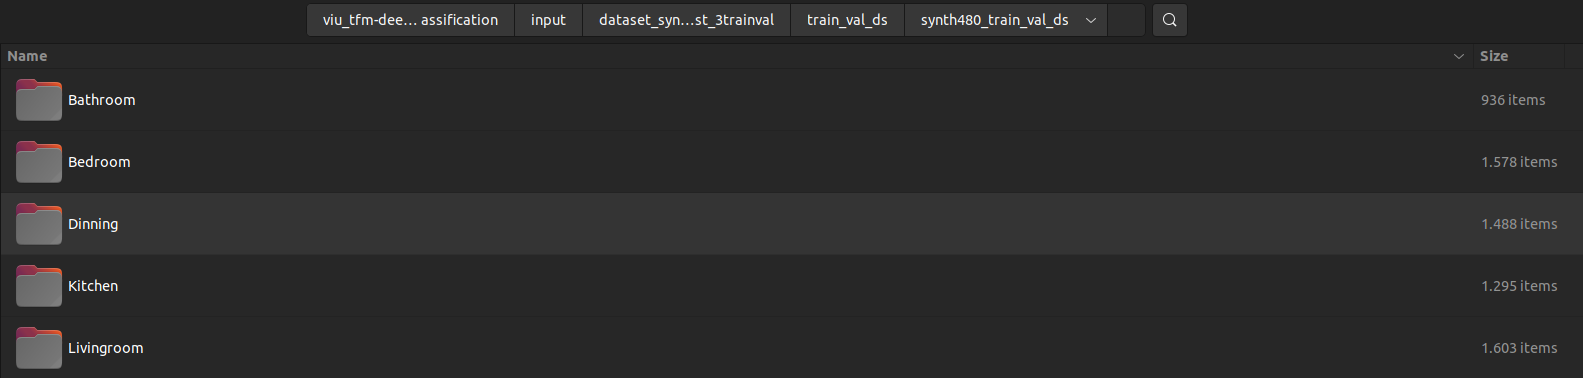 viu_tfm-dee… assification input dataset_syn…st_3trainval train_val_ds synth480_train_val_ds
Name Size
Bathroom 936 items
Bedroom 1.578 items
Dinning 1.488 items
Kitchen 1.295 items
Livingroom 1.603 items